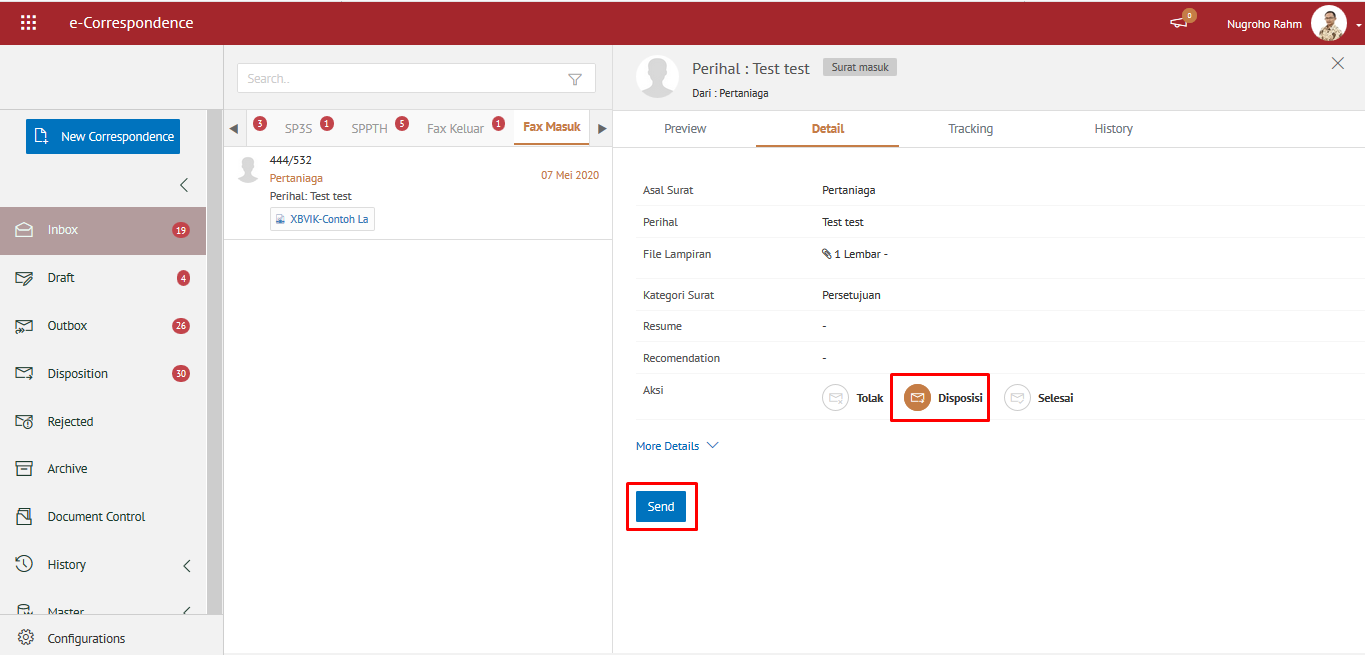 e-Correspondence
0
Nugroho Rahm
New Correspondence
Inbox 19
Draft 4
Outbox 26
Disposition 30
Rejected
Archive
Document Control
History
Master
Configurations
Search..
3 SP3S 1 SPPTH 5 Fax Keluar 1 Fax Masuk
444/532
Pertaniaga 07 Mei 2020
Perihal: Test test
XBVIK-Contoh La
Perihal : Test test Surat masuk
Dari : Pertaniaga
Preview Detail Tracking History
Asal Surat Pertaniaga
Perihal Test test
File Lampiran 1 Lembar -
Kategori Surat Persetujuan
Resume -
Recomendation -
Aksi Tolak Disposisi Selesai
More Details
Send